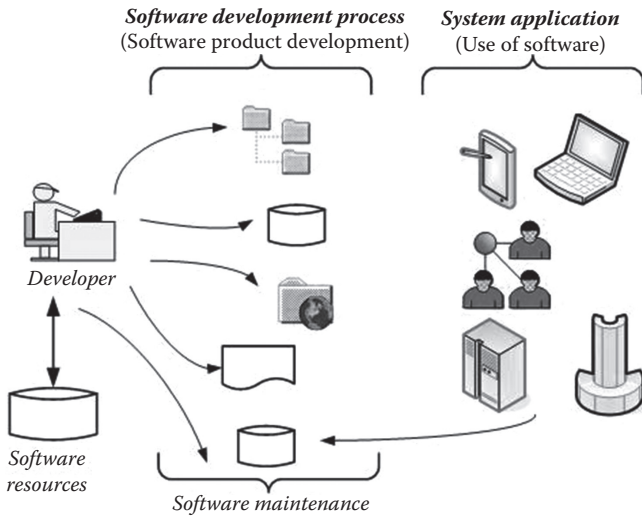 Software development process
(Software product development)
System application
(Use of software)
Developer
Software
resources
Software maintenance